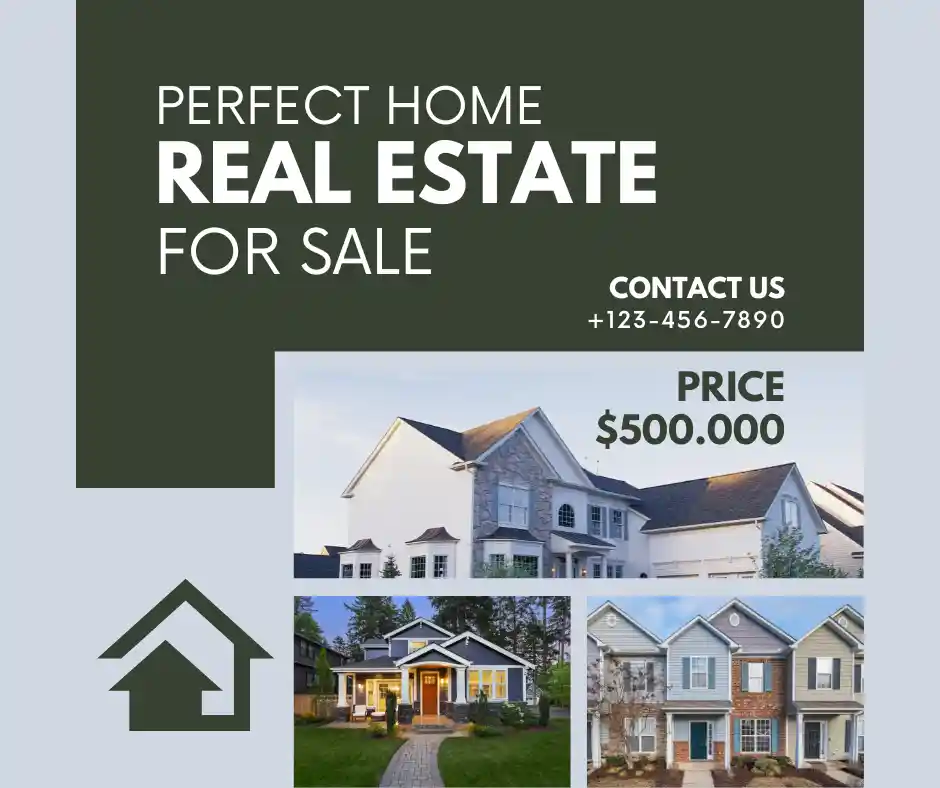 PERFECT HOME
REAL ESTATE
FOR SALE
CONTACT US
+123-456-7890
PRICE
$500.000